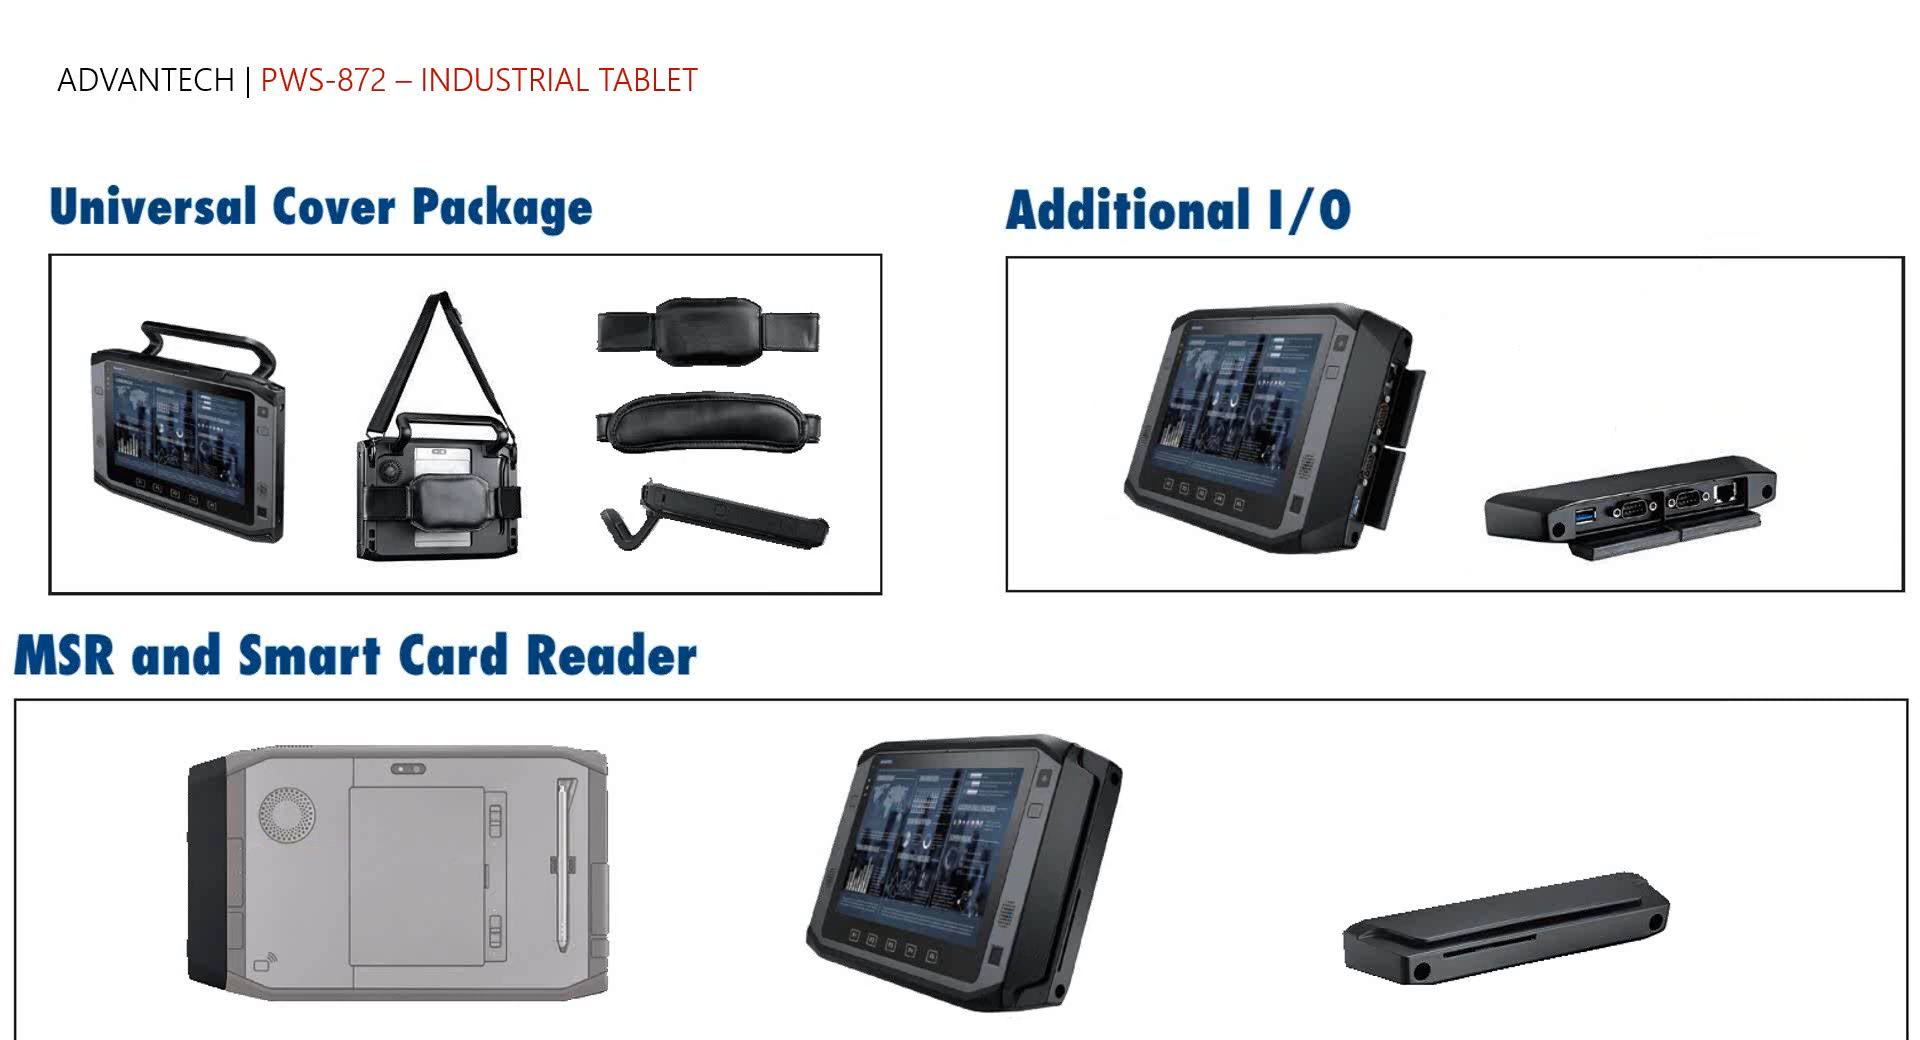 ADVANTECH | PWS-872 – INDUSTRIAL TABLET
Universal Cover Package
Additional I/O
MSR and Smart Card Reader